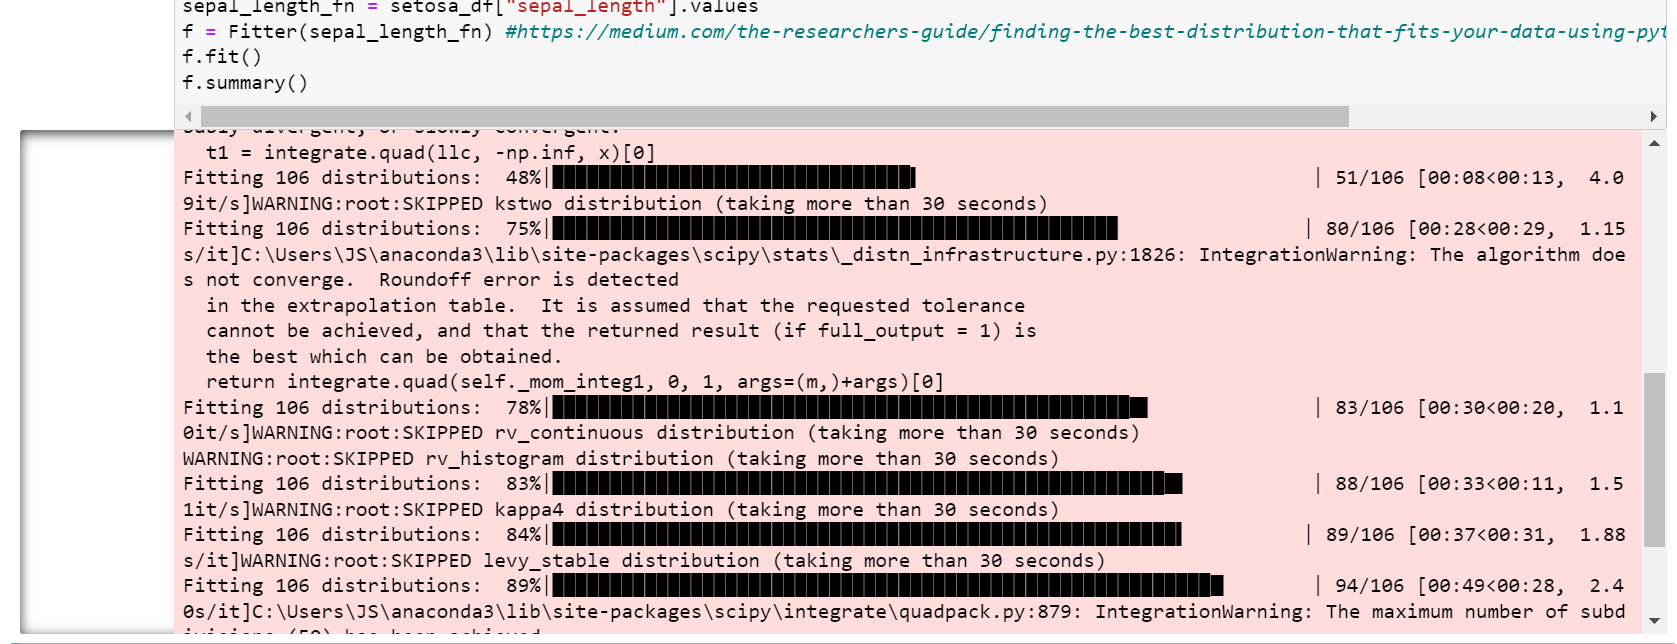 sepal_length_fn = setosa_df["sepal_length"].values
f = Fitter(sepal_length_fn) #https://medium.com/the-researchers-guide/finding-the-best-distribution-that-fits-your-data-using-pyt
f.fit()
f.summary()
subly divergent, or slowly convergent.
  t1 = integrate.quad(llc, -np.inf, x)[0]
Fitting 106 distributions:  48%| | 51/106 [00:08<00:13,  4.0
9it/s]WARNING:root:SKIPPED kstwo distribution (taking more than 30 seconds)
Fitting 106 distributions:  75%| | 80/106 [00:28<00:29,  1.15
s/it]C:\Users\JS\anaconda3\lib\site-packages\scipy\stats\_distn_infrastructure.py:1826: IntegrationWarning: The algorithm doe
s not converge.  Roundoff error is detected
  in the extrapolation table.  It is assumed that the requested tolerance
  cannot be achieved, and that the returned result (if full_output = 1) is
  the best which can be obtained.
  return integrate.quad(self._mom_integ1, 0, 1, args=(m,)+args)[0]
Fitting 106 distributions:  78%| | 83/106 [00:30<00:20,  1.1
0it/s]WARNING:root:SKIPPED rv_continuous distribution (taking more than 30 seconds)
WARNING:root:SKIPPED rv_histogram distribution (taking more than 30 seconds)
Fitting 106 distributions:  83%| | 88/106 [00:33<00:11,  1.5
1it/s]WARNING:root:SKIPPED kappa4 distribution (taking more than 30 seconds)
Fitting 106 distributions:  84%| | 89/106 [00:37<00:31,  1.88
s/it]WARNING:root:SKIPPED levy_stable distribution (taking more than 30 seconds)
Fitting 106 distributions:  89%| | 94/106 [00:49<00:28,  2.4
0s/it]C:\Users\JS\anaconda3\lib\site-packages\scipy\integrate\quadpack.py:879: IntegrationWarning: The maximum number of subd
ivisions (50) has been achieved